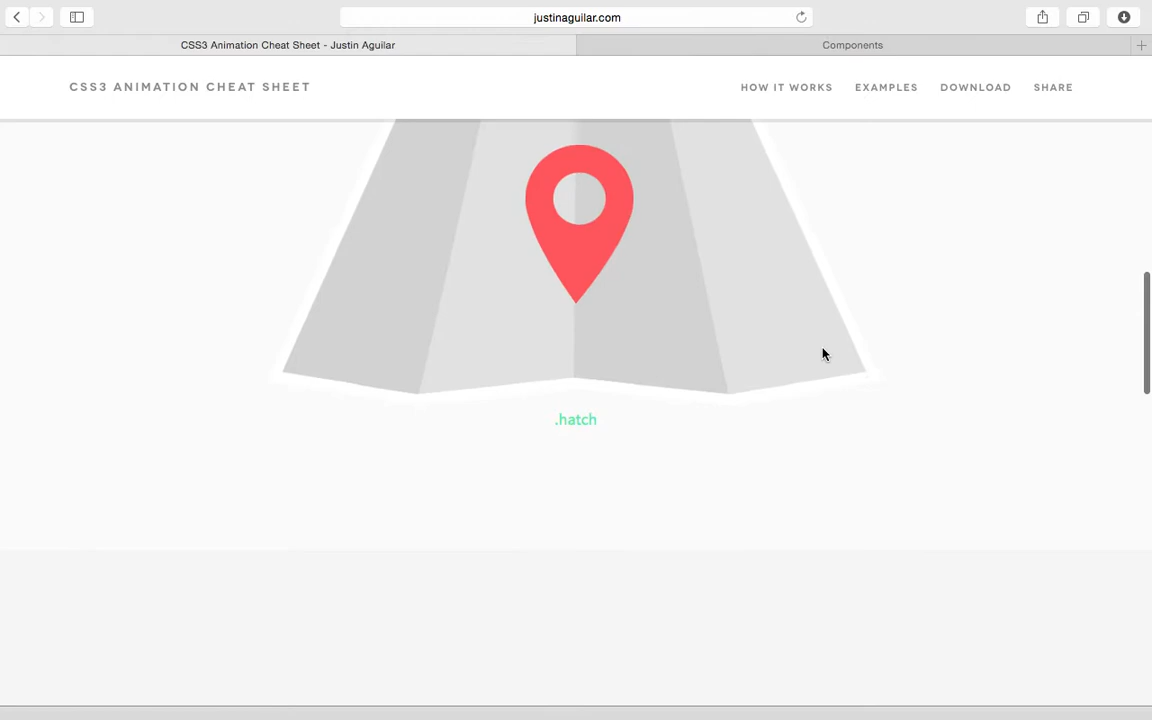 justinaguilar.com
CSS3 Animation Cheat Sheet - Justin Aguilar
Components
CSS3 ANIMATION CHEAT SHEET
HOW IT WORKS
EXAMPLES
DOWNLOAD
SHARE
.hatch